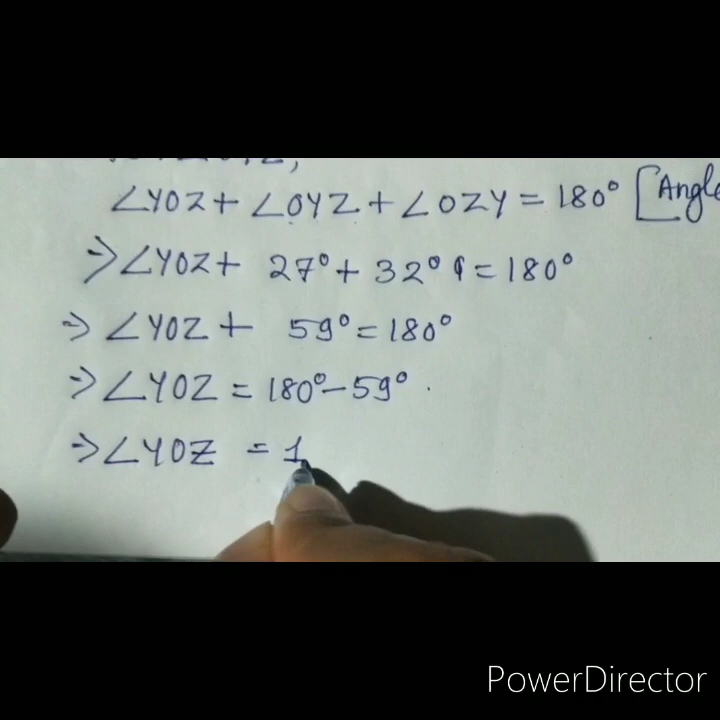 ∠YOZ + ∠OYZ + ∠OZY = 180° [Angle
⇒ ∠YOZ + 27° + 32° = 180°
⇒ ∠YOZ + 59° = 180°
⇒ ∠YOZ = 180° - 59°.
⇒ ∠YOZ = 1
PowerDirector